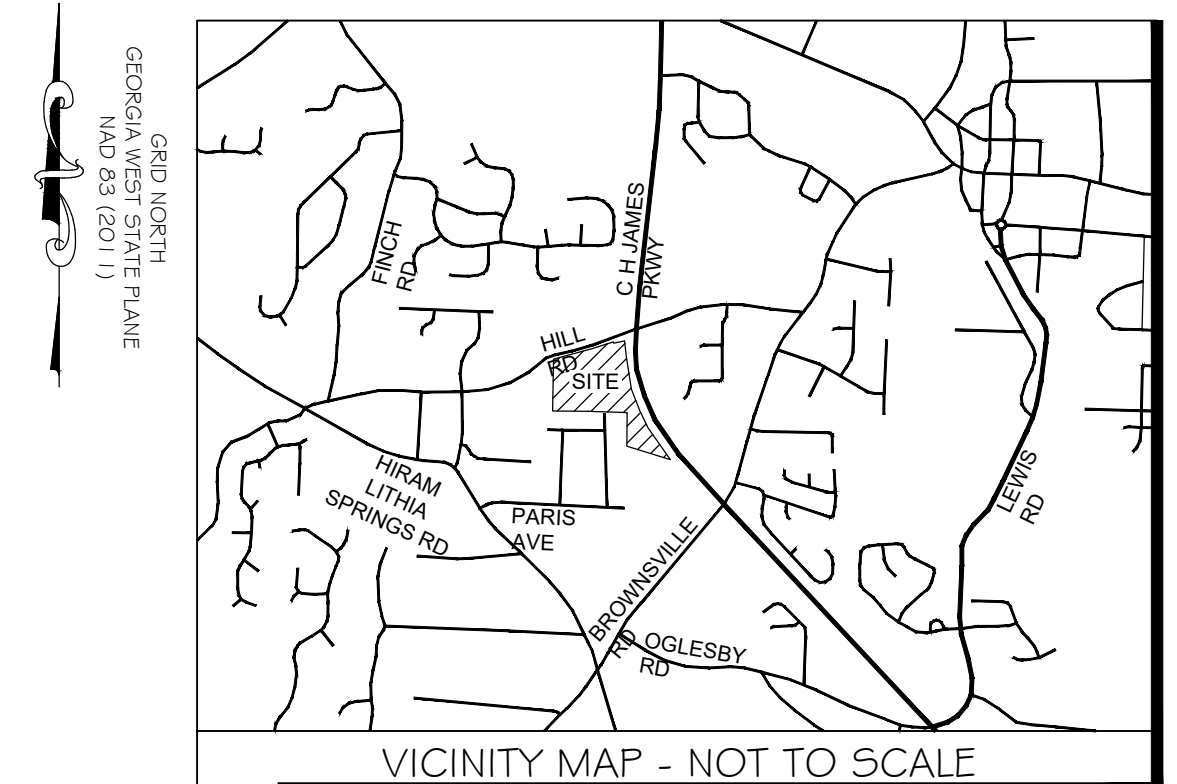 GRID NORTH
GEORGIA WEST STATE PLANE
NAD 83 (2011)
FINCH
RD
C H JAMES
PKWY
HILL
RD
SITE
HIRAM
LITHIA
SPRINGS RD
PARIS
AVE
BROWNSVILLE
RD
OGLESBY
RD
LEWIS
RD
VICINITY MAP - NOT TO SCALE